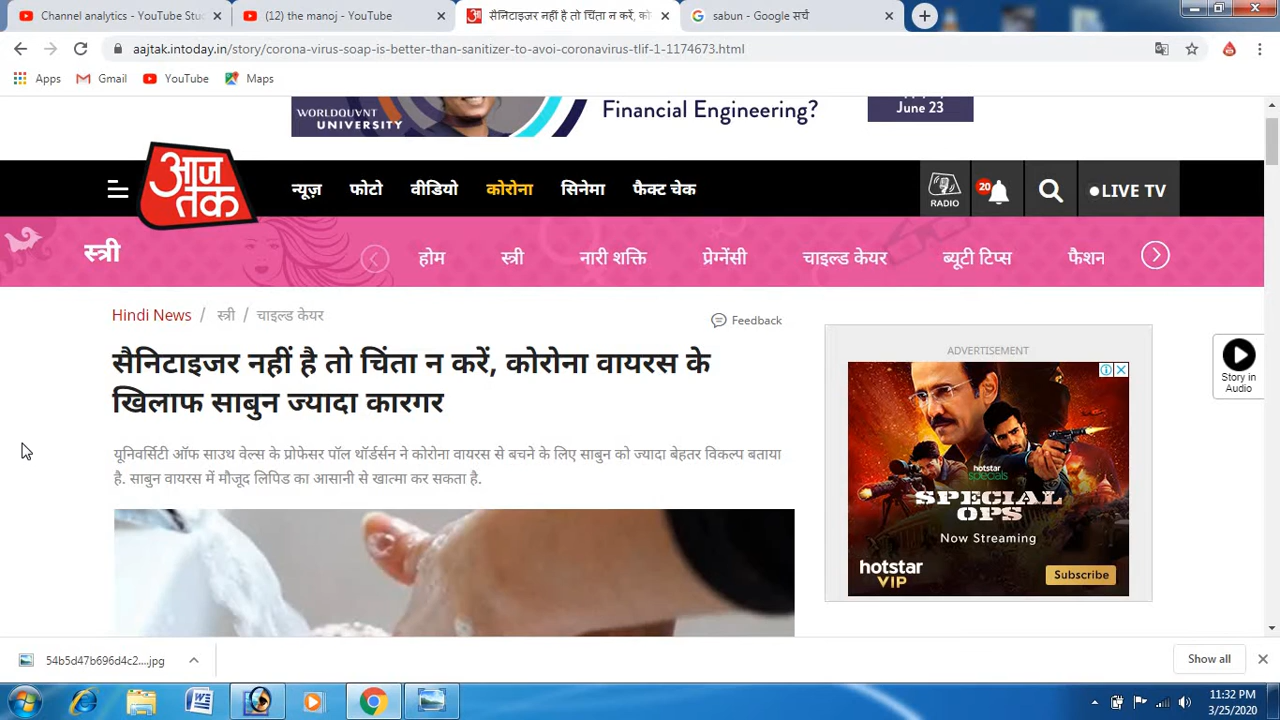 Channel analytics - YouTube Stu
(12) the manoj - YouTube
सैनिटाइजर नहीं है तो चिंता न करें, को
sabun - Google सर्च
aajtak.intoday.in/story/corona-virus-soap-is-better-than-sanitizer-to-avoi-coronavirus-tlif-1-1174673.html
Apps Gmail YouTube Maps
WORLDQUVNT
UNIVERSITY
Financial Engineering?
June 23
आज
तक
न्यूज़ फोटो वीडियो कोरोना सिनेमा फैक्ट चेक
RADIO
20
LIVE TV
स्त्री
होम स्त्री नारी शक्ति प्रेग्नेंसी चाइल्ड केयर ब्यूटी टिप्स फैशन
Hindi News / स्त्री / चाइल्ड केयर
Feedback
सैनिटाइजर नहीं है तो चिंता न करें, कोरोना वायरस के
खिलाफ साबुन ज्यादा कारगर
यूनिवर्सिटी ऑफ साउथ वेल्स के प्रोफेसर पॉल थॉर्डर्सन ने कोरोना वायरस से बचने के लिए साबुन को ज्यादा बेहतर विकल्प बताया
है. साबुन वायरस में मौजूद लिपिड का आसानी से खात्मा कर सकता है.
ADVERTISEMENT
hotstar
specials
SPECIAL
OPS
Now Streaming
hotstar
VIP
Subscribe
Story in
Audio
54b5d47b696d4c2....jpg
Show all
11:32 PM
3/25/2020